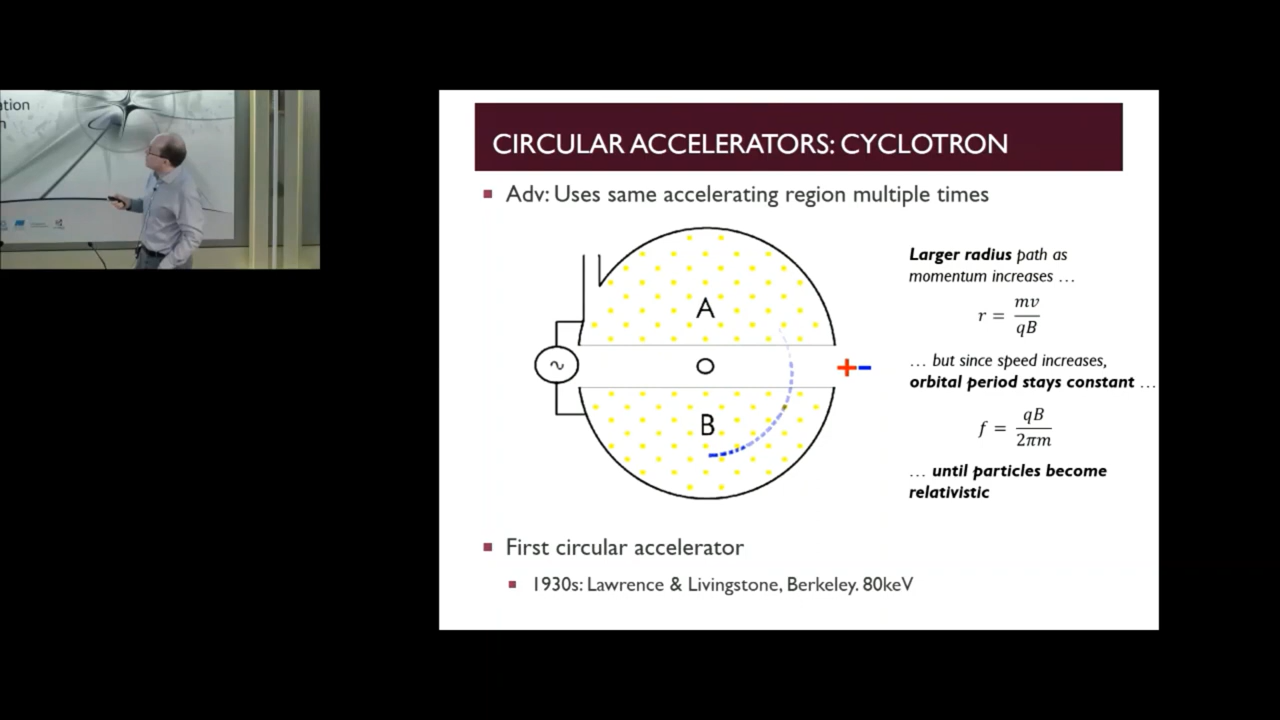 ation
n
CIRCULAR ACCELERATORS: CYCLOTRON
Adv: Uses same accelerating region multiple times
A
B
Larger radius path as
momentum increases …
r = mv / qB
… but since speed increases,
orbital period stays constant …
f = qB / 2πm
… until particles become
relativistic
First circular accelerator
1930s: Lawrence & Livingstone, Berkeley. 80keV